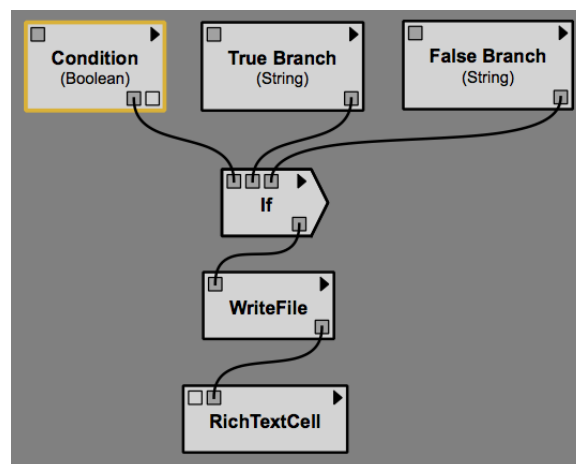 Condition
(Boolean)
True Branch
(String)
False Branch
(String)
If
WriteFile
RichTextCell